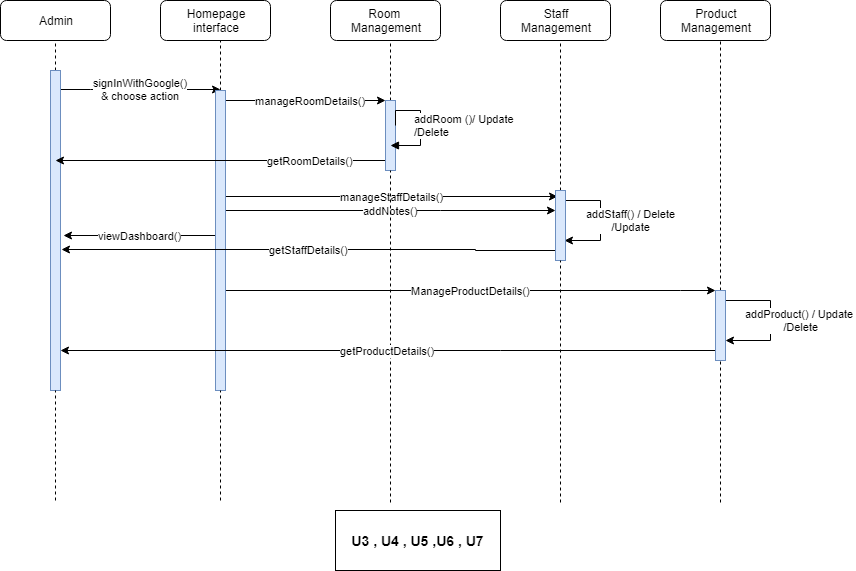 Admin
Homepage
interface
Room
Management
Staff
Management
Product
Management
signInWithGoogle()
& choose action
manageRoomDetails()
addRoom ()/ Update
/Delete
getRoomDetails()
manageStaffDetails()
addNotes()
addStaff() / Delete
/Update
viewDashboard()
getStaffDetails()
ManageProductDetails()
addProduct() / Update
/Delete
getProductDetails()
U3 , U4 , U5 ,U6 , U7